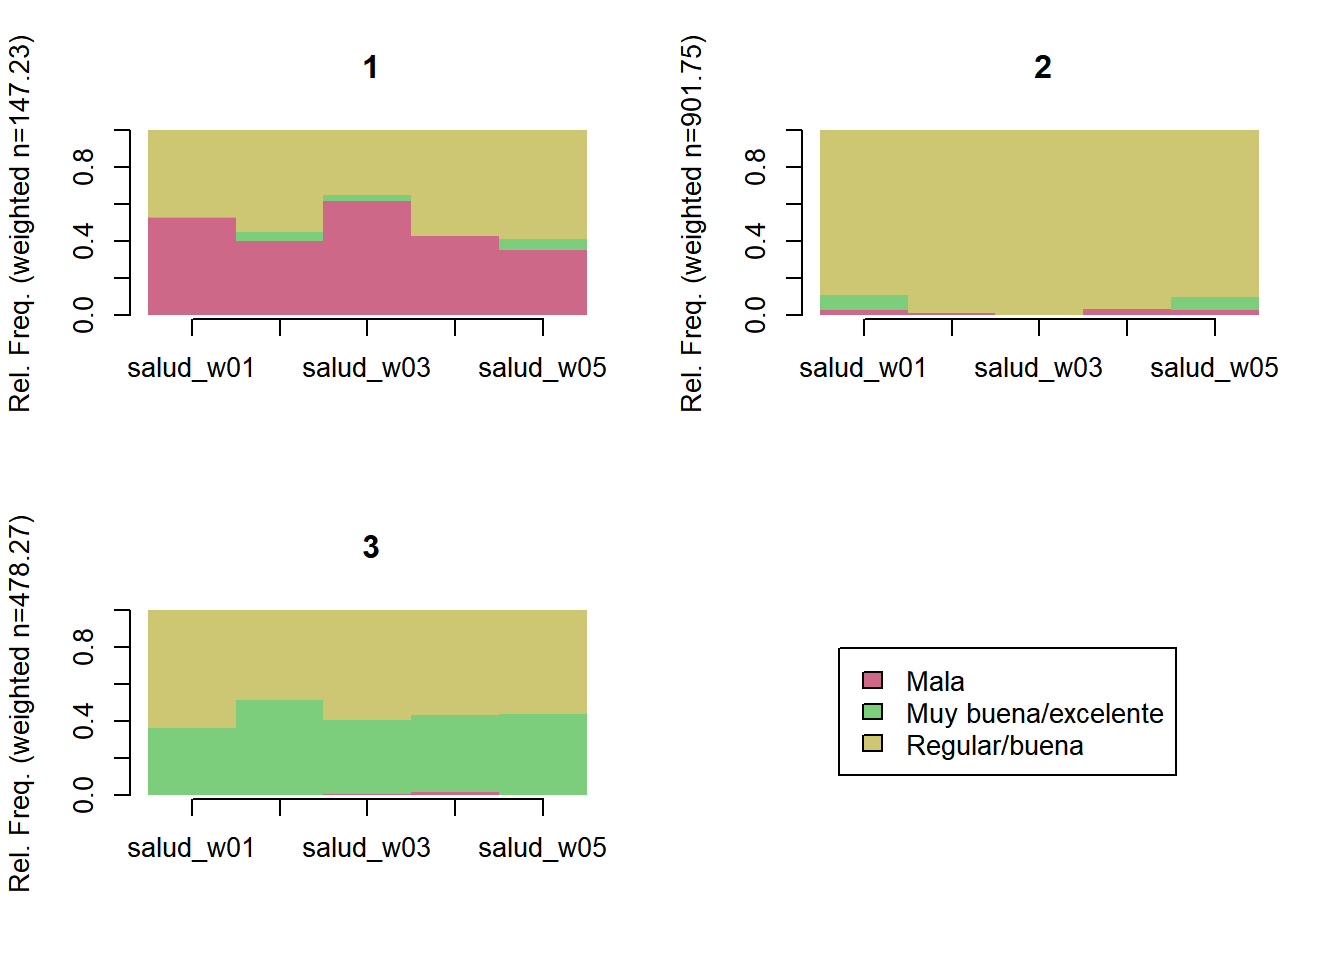 1
Rel. Freq. (weighted n=147.23)
0.0 0.4 0.8
salud_w01 salud_w03 salud_w05
2
Rel. Freq. (weighted n=901.75)
0.0 0.4 0.8
salud_w01 salud_w03 salud_w05
3
Rel. Freq. (weighted n=478.27)
0.0 0.4 0.8
salud_w01 salud_w03 salud_w05
Mala
Muy buena/excelente
Regular/buena